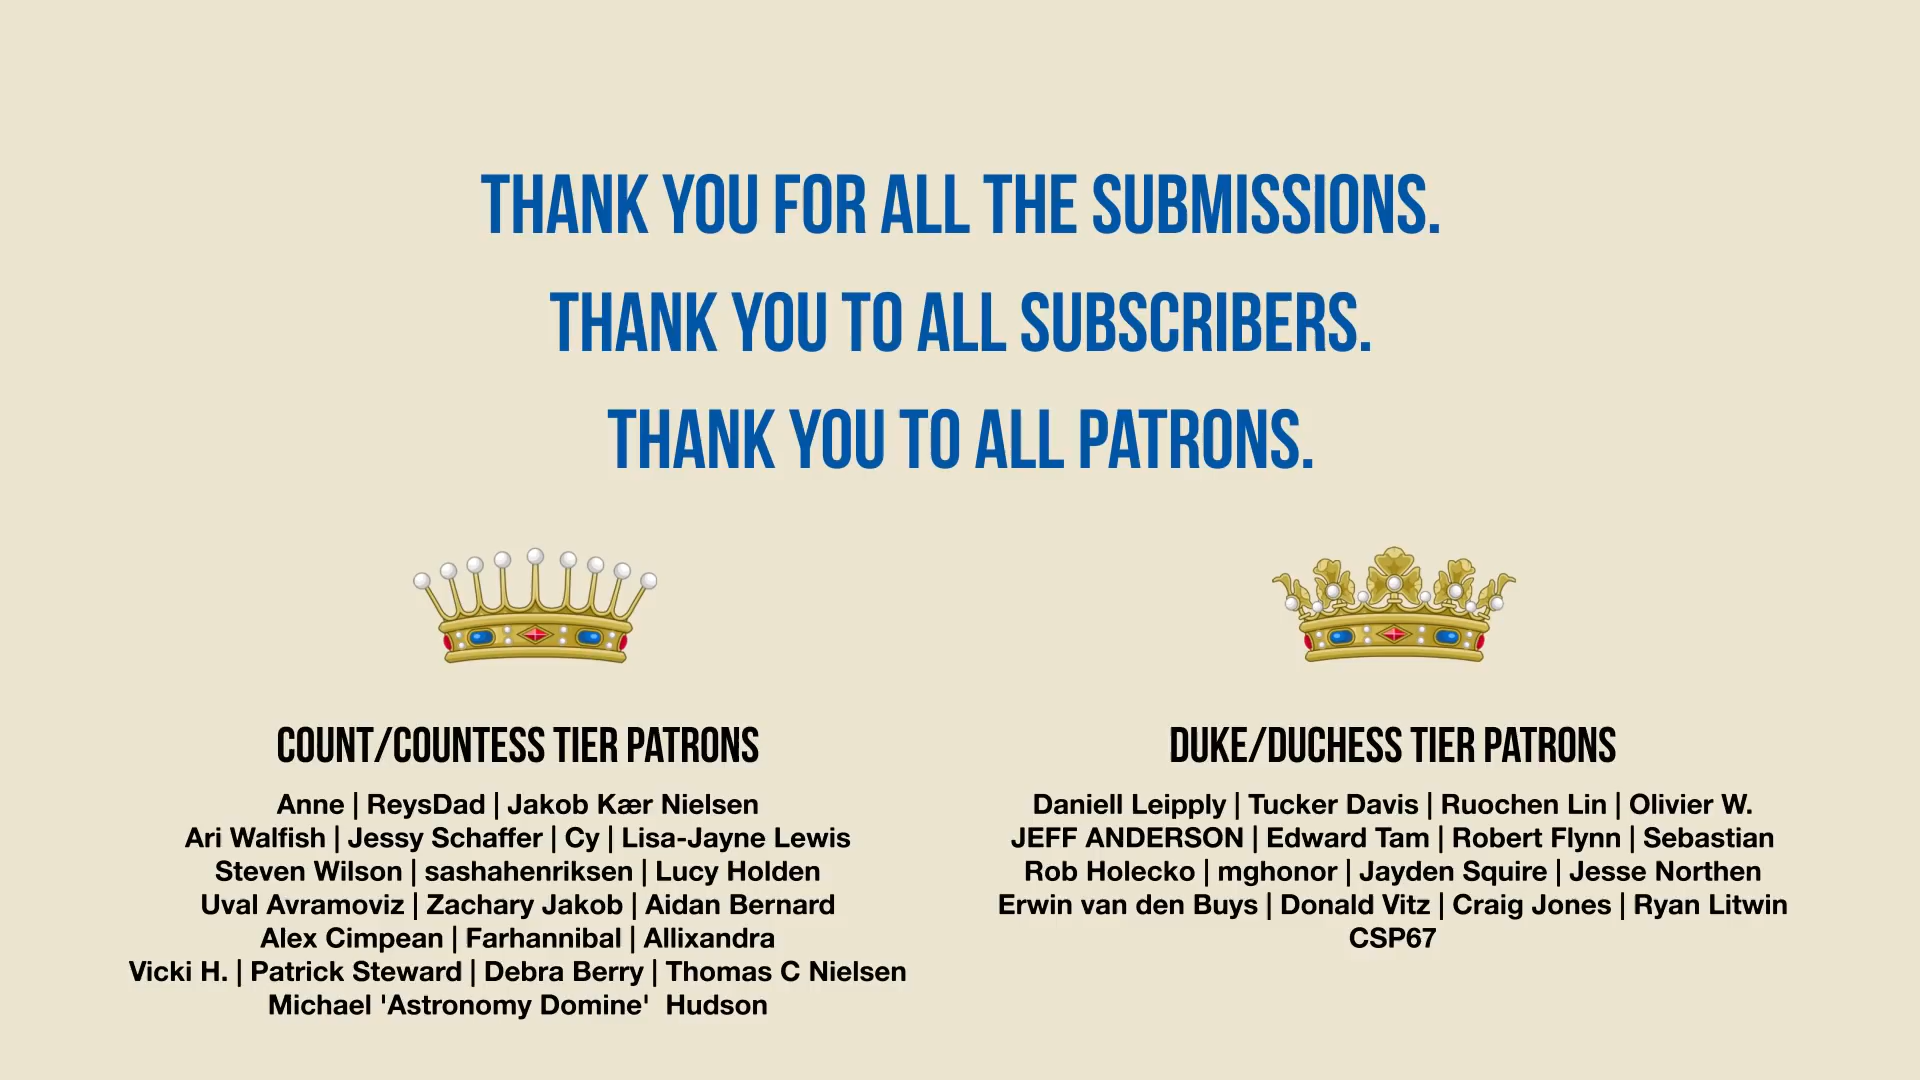 THANK YOU FOR ALL THE SUBMISSIONS.
THANK YOU TO ALL SUBSCRIBERS.
THANK YOU TO ALL PATRONS.
COUNT/COUNTESS TIER PATRONS
Anne | ReysDad | Jakob Kær Nielsen
Ari Walfish | Jessy Schaffer | Cy | Lisa-Jayne Lewis
Steven Wilson | sashahenriksen | Lucy Holden
Uval Avramoviz | Zachary Jakob | Aidan Bernard
Alex Cimpean | Farhannibal | Allixandra
Vicki H. | Patrick Steward | Debra Berry | Thomas C Nielsen
Michael 'Astronomy Domine'  Hudson
DUKE/DUCHESS TIER PATRONS
Daniell Leipply | Tucker Davis | Ruochen Lin | Olivier W.
JEFF ANDERSON | Edward Tam | Robert Flynn | Sebastian
Rob Holecko | mghonor | Jayden Squire | Jesse Northen
Erwin van den Buys | Donald Vitz | Craig Jones | Ryan Litwin
CSP67